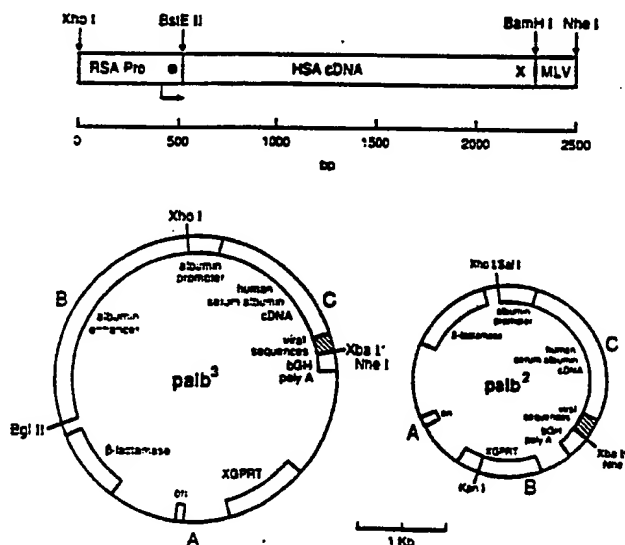 Xho I BstE II BamH I Nhe I
RSA Pro HSA cDNA X MLV
0 500 1000 1500 2000 2500
bp
Xho I
albumin
promoter
B
human
serum albumin
cDNA
C
albumin
enhancer
viral
sequences
Xba I'
Nhe I
bGH
poly A
palb3
Bgl II
β-lactamase
XGPRT
ori
A
Xho I/Sal I
albumin
promoter
β-lactamase
C
human
serum albumin
cDNA
palb2
viral
sequences
bGH
poly A
Xba I'
Nhe I
ori
A
XGPRT
Kpn I
B
1 Kp